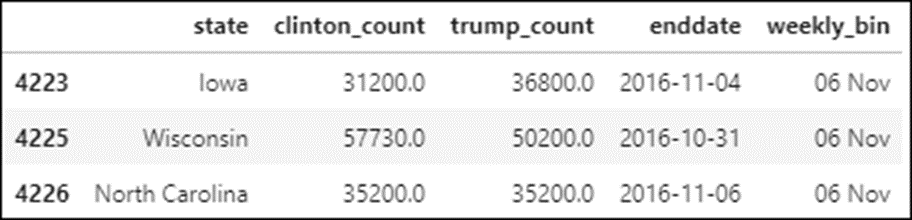 state clinton_count trump_count enddate weekly_bin
4223 Iowa 31200.0 36800.0 2016-11-04 06 Nov
4225 Wisconsin 57730.0 50200.0 2016-10-31 06 Nov
4226 North Carolina 35200.0 35200.0 2016-11-06 06 Nov